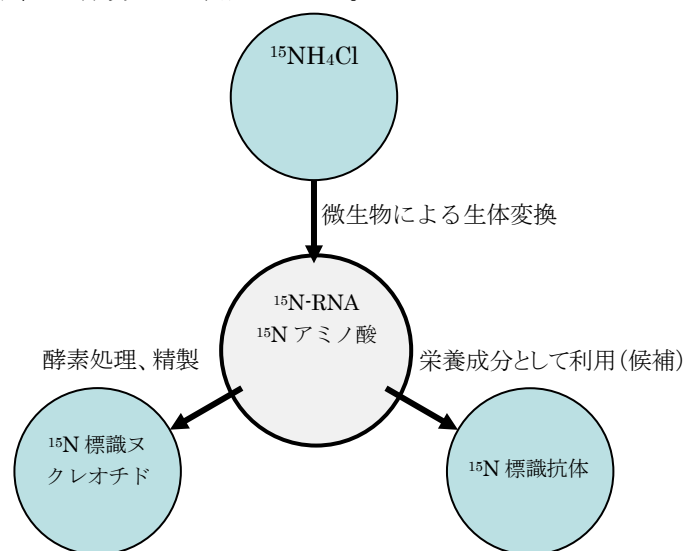 ¹⁵NH₄Cl
微生物による生体変換
¹⁵N-RNA
¹⁵N アミノ酸
酵素処理、精製
栄養成分として利用(候補)
¹⁵N 標識ヌ
クレオチド
¹⁵N 標識抗体